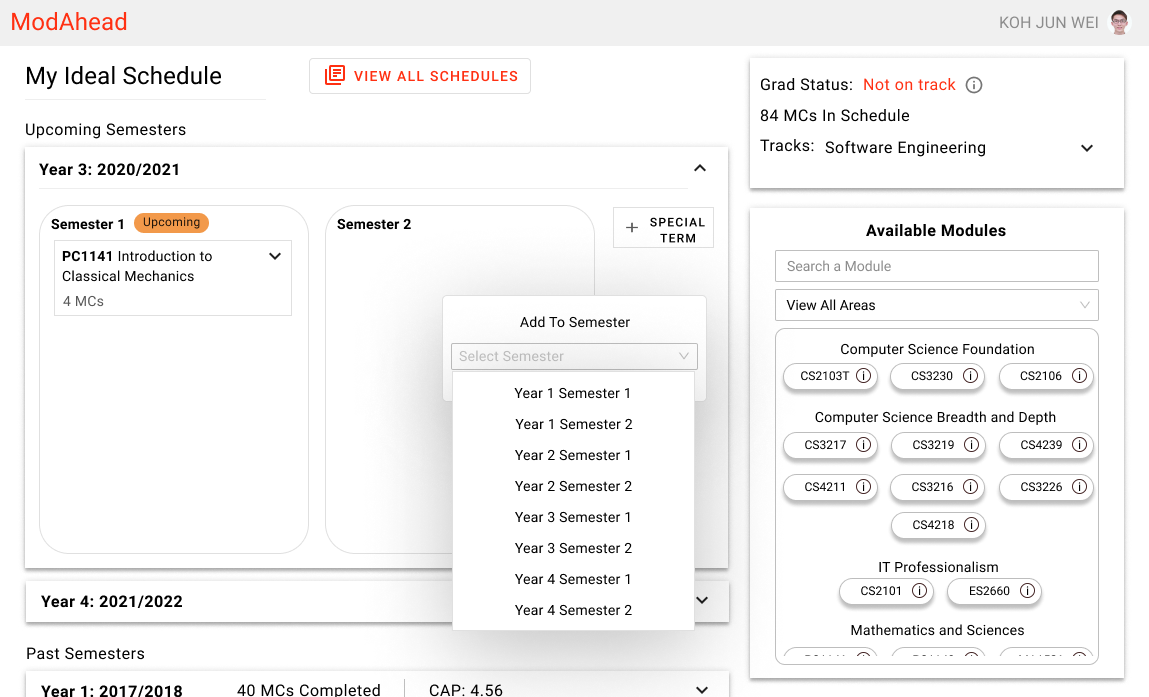 ModAhead
KOH JUN WEI
My Ideal Schedule
VIEW ALL SCHEDULES
Upcoming Semesters
Year 3: 2020/2021
Semester 1 Upcoming
PC1141 Introduction to
Classical Mechanics
4 MCs
Semester 2
+ SPECIAL
TERM
Add To Semester
Select Semester
Year 1 Semester 1
Year 1 Semester 2
Year 2 Semester 1
Year 2 Semester 2
Year 3 Semester 1
Year 3 Semester 2
Year 4 Semester 1
Year 4 Semester 2
Year 4: 2021/2022
Past Semesters
Year 1: 2017/2018 40 MCs Completed CAP: 4.56
Grad Status: Not on track
84 MCs In Schedule
Tracks: Software Engineering
Available Modules
Search a Module
View All Areas
Computer Science Foundation
CS2103T CS3230 CS2106
Computer Science Breadth and Depth
CS3217 CS3219 CS4239
CS4211 CS3216 CS3226
CS4218
IT Professionalism
CS2101 ES2660
Mathematics and Sciences